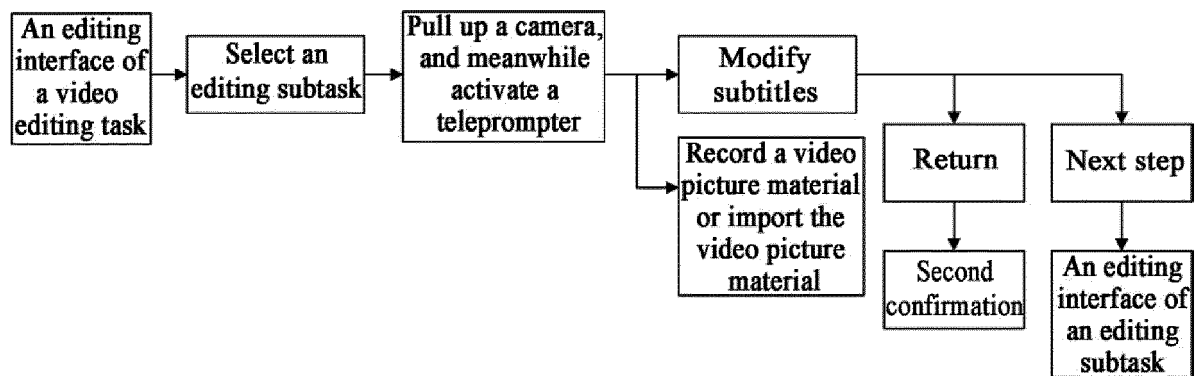 An editing
interface of
a video
editing task
Select an
editing subtask
Pull up a camera,
and meanwhile
activate a
teleprompter
Modify
subtitles
Record a video
picture material
or import the
video picture
material
Return
Next step
Second
confirmation
An editing
interface of
an editing
subtask